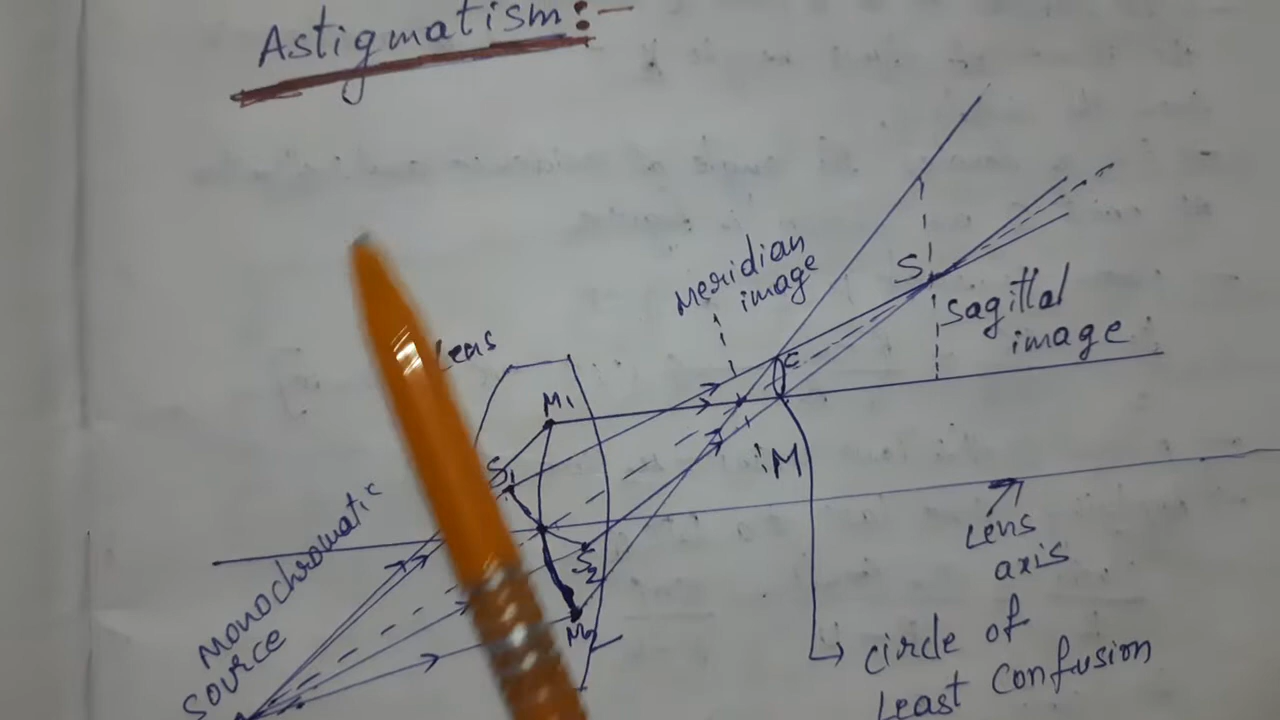 Astigmatism:-
Meridian
image
S
Sagittal
image
Lens
C
M1
S1
M
S2
M2
Lens
axis
Monochromatic
source
circle of
Least Confusion